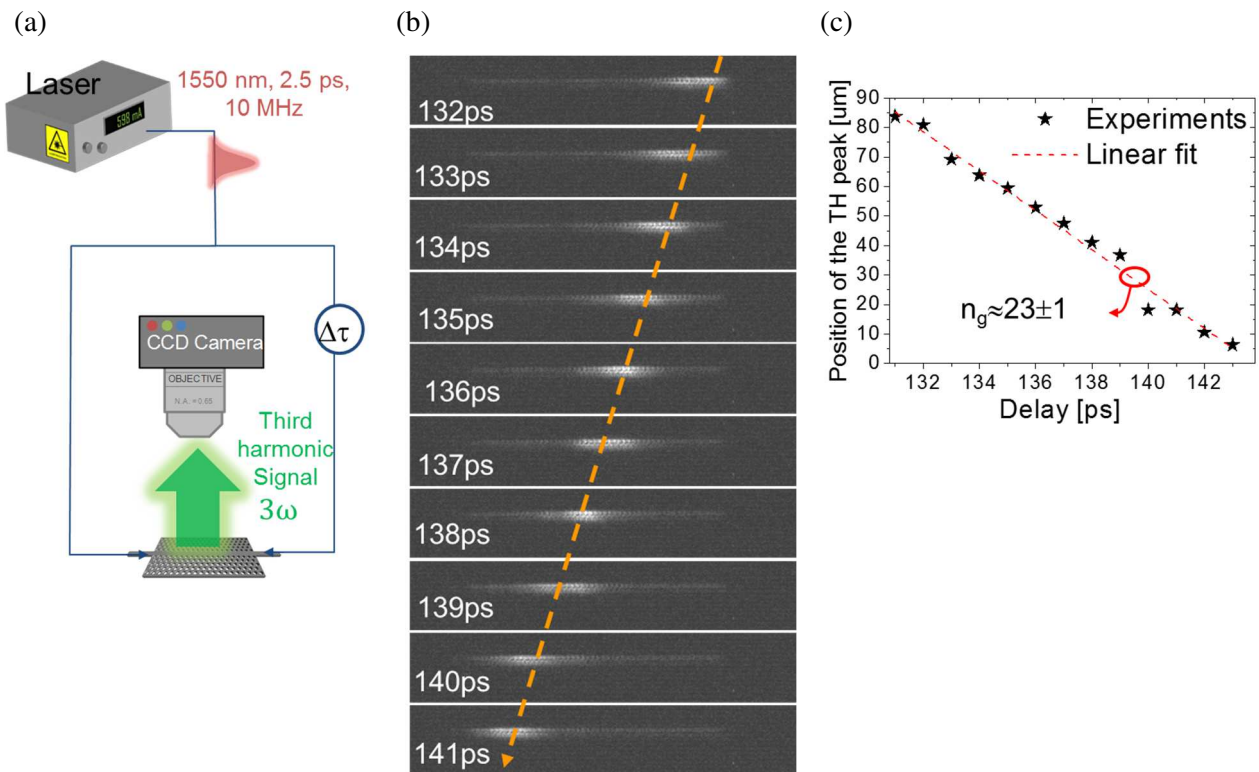 (a)
Laser
1550 nm, 2.5 ps,
10 MHz
598 mA
CCD Camera
OBJECTIVE
N.A.=0.65
Δτ
Third
harmonic
Signal
3ω
(b)
132ps
133ps
134ps
135ps
136ps
137ps
138ps
139ps
140ps
141ps
(c)
Position of the TH peak [um]
90
80
70
60
50
40
30
20
10
0
Experiments
Linear fit
n_g≈23±1
132 134 136 138 140 142
Delay [ps]